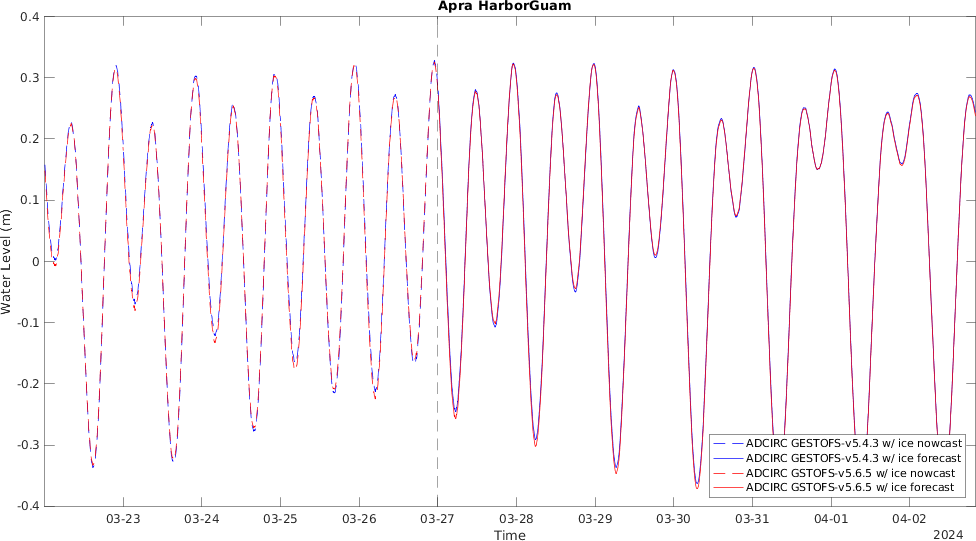 Apra HarborGuam
0.4
0.3
0.2
0.1
0
-0.1
-0.2
-0.3
-0.4
Water Level (m)
ADCIRC GESTOFS-v5.4.3 w/ ice nowcast
ADCIRC GESTOFS-v5.4.3 w/ ice forecast
ADCIRC GSTOFS-v5.6.5 w/ ice nowcast
ADCIRC GSTOFS-v5.6.5 w/ ice forecast
03-23 03-24 03-25 03-26 03-27 03-28 03-29 03-30 03-31 04-01 04-02
Time
2024